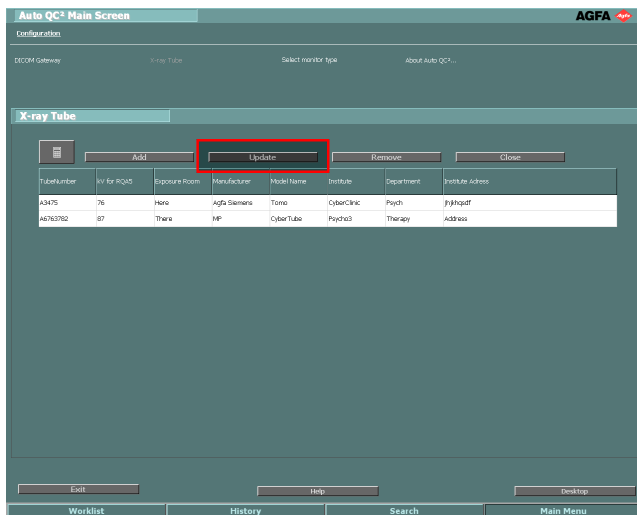 Auto QC² Main Screen AGFA Agfa
Configuration
DICOM Gateway X-ray Tube Select monitor type About Auto QC²...
X-ray Tube
Add Update Remove Close
TubeNumber kV for RQA5 Exposure Room Manufacturer Model Name Institute Department Institute Adress
A3475 76 Here Agfa Siemens Tomo CyberClinic Psych jhjkhqsdf
A6763782 87 There MP CyberTube Psycho3 Therapy Address
Exit Help Desktop
Worklist History Search Main Menu